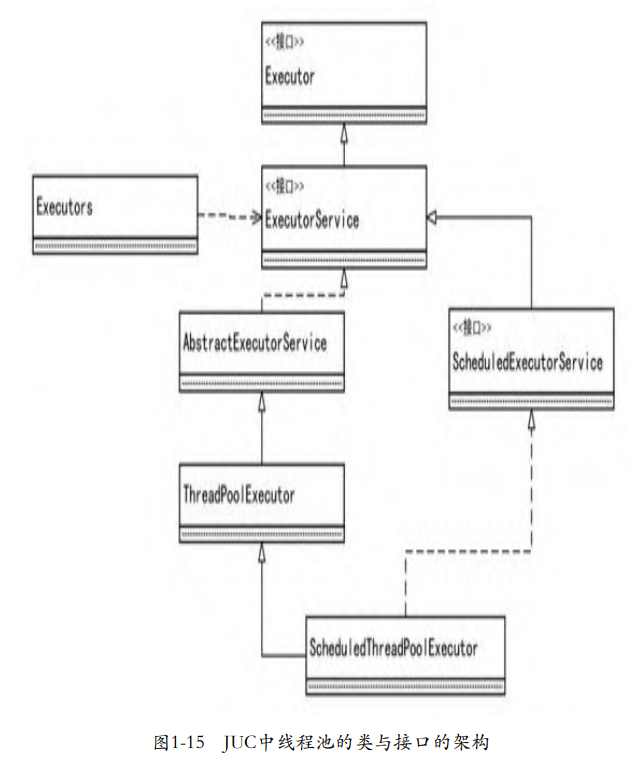 <<接口>>
Executor
<<接口>>
ExecutorService
Executors
AbstractExecutorService
<<接口>>
ScheduledExecutorService
ThreadPoolExecutor
ScheduledThreadPoolExecutor
图1-15 JUC中线程池的类与接口的架构